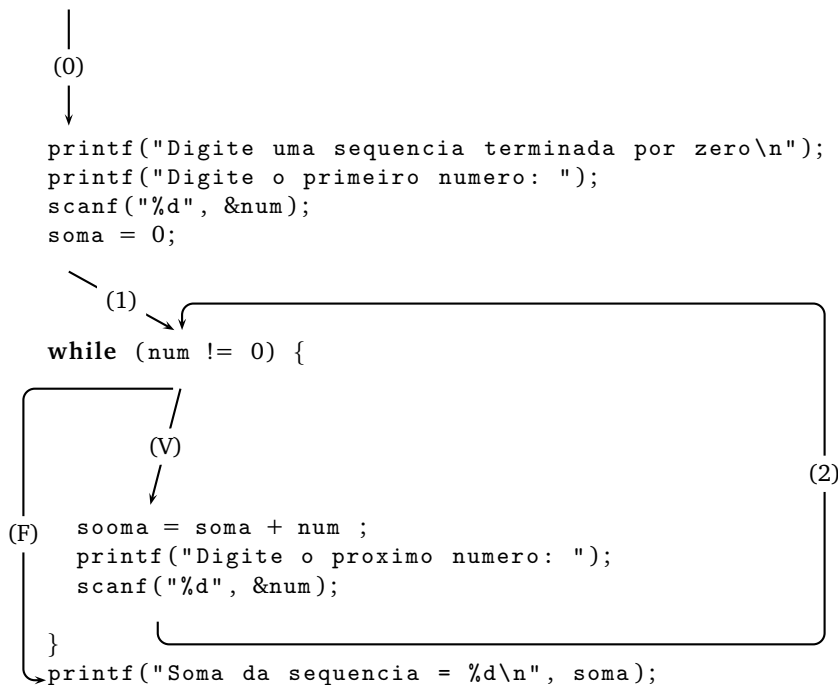 (0)
printf("Digite uma sequencia terminada por zero\n");
printf("Digite o primeiro numero: ");
scanf("%d", &num);
soma = 0;
(1)
while (num != 0) {
(V)
(2)
(F)
sooma = soma + num ;
printf("Digite o proximo numero: ");
scanf("%d", &num);
}
printf("Soma da sequencia = %d\n", soma);